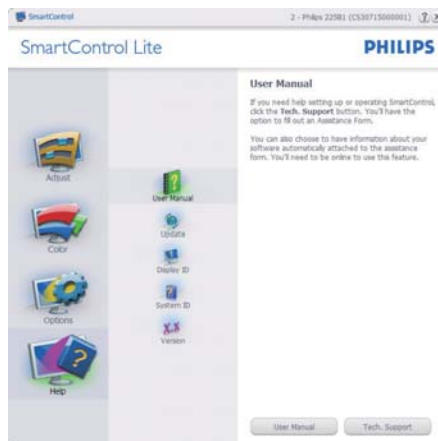 SmartControl
2 - Philips 225B1 (CS30715000001)
SmartControl Lite
PHILIPS
Adjust
Color
Options
Help
User Manual
Update
Display ID
System ID
Version
User Manual
If you need help setting up or operating SmartControl,
click the Tech. Support button. You'll have the
option to fill out an Assistance Form.
You can also choose to have information about your
software automatically attached to the assistance
form. You'll need to be online to use this feature.
User Manual
Tech. Support